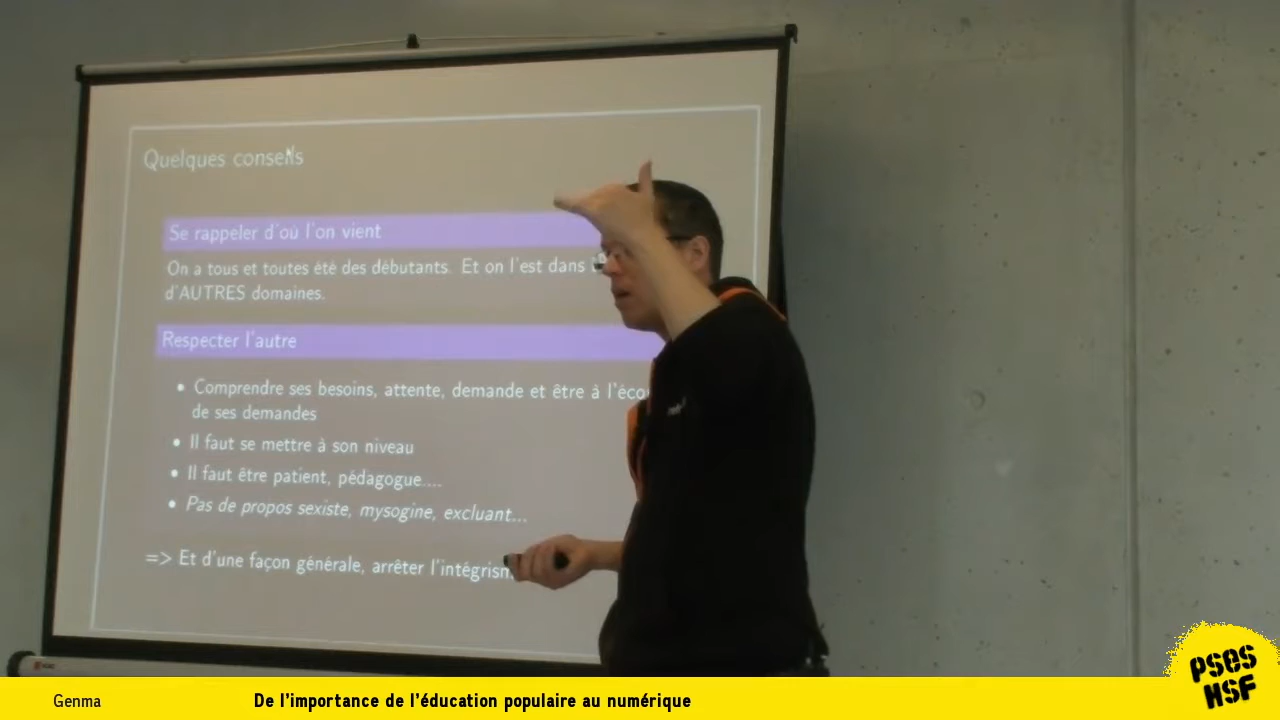 Quelques conseils
Se rappeler d'où l'on vient
On a tous et toutes été des débutants. Et on l'est dans
d'AUTRES domaines.
Respecter l'autre
• Comprendre ses besoins, attente, demande et être à
de ses demandes
• Il faut se mettre à son niveau
• Il faut être patient, pédagogue....
• Pas de propos sexiste, mysogine, excluant...
=> Et d'une façon générale, arrêter
PSES
HSF
Genma
De l'importance de l'éducation populaire au numérique